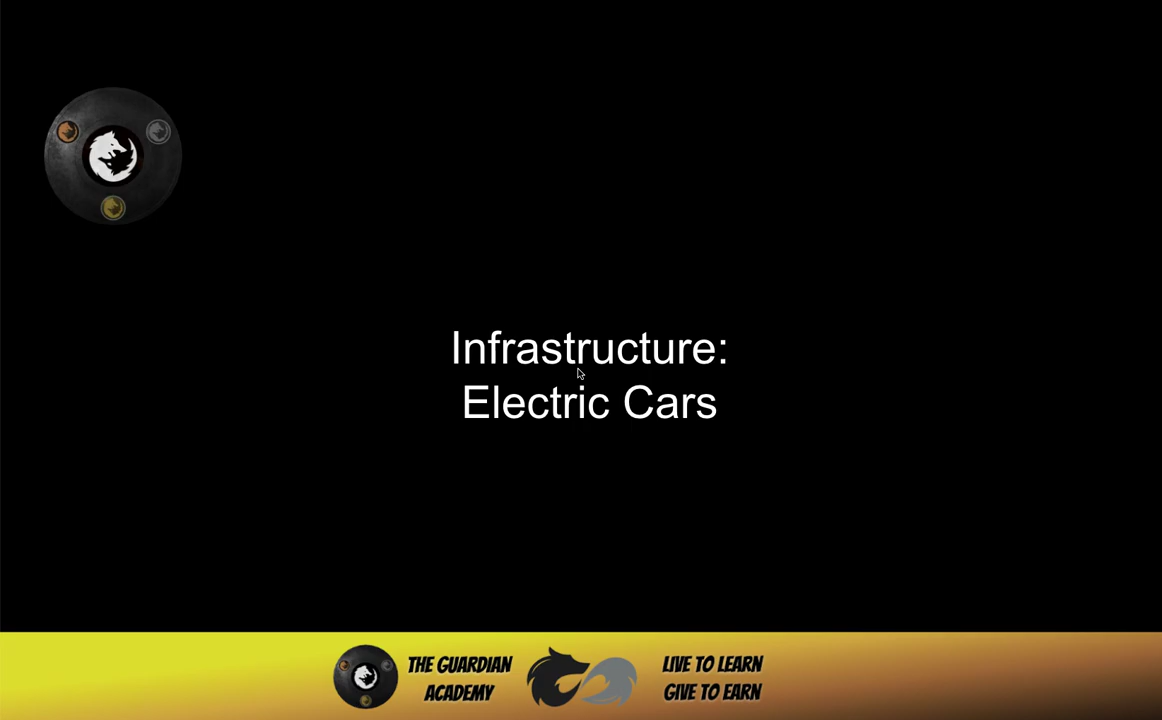 Infrastructure:
Electric Cars
THE GUARDIAN
ACADEMY
LIVE TO LEARN
GIVE TO EARN